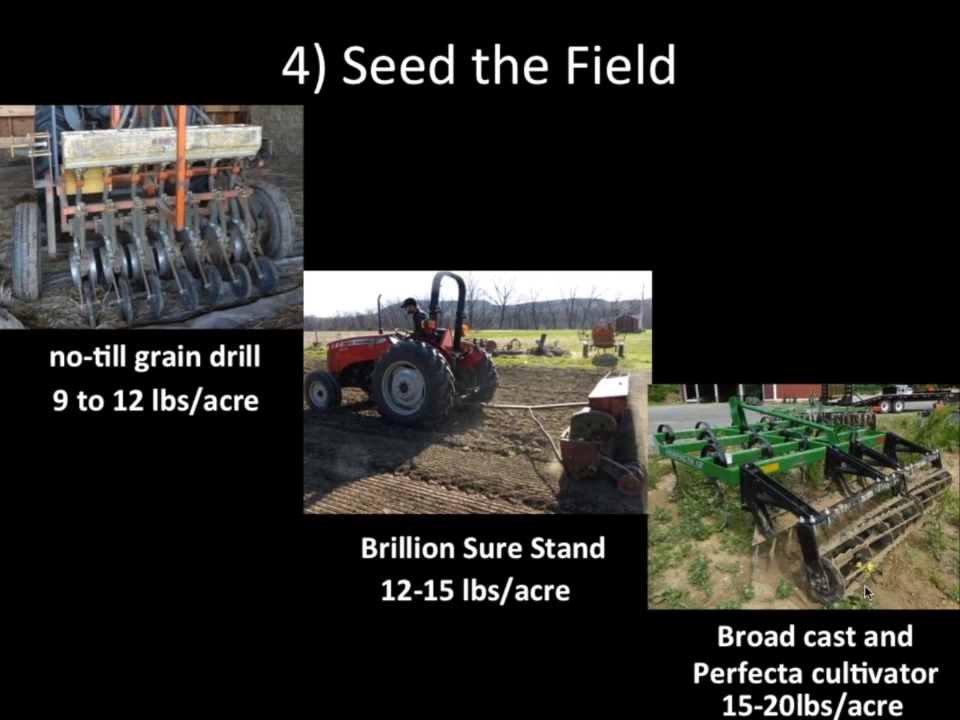 4) Seed the Field
no-till grain drill
9 to 12 lbs/acre
Brillion Sure Stand
12-15 lbs/acre
Broad cast and
Perfecta cultivator
15-20lbs/acre